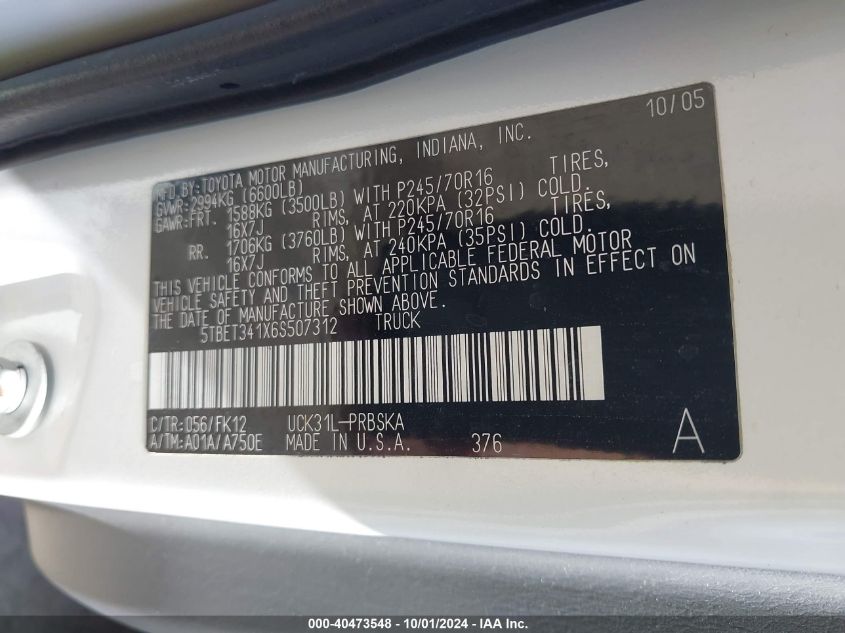 10/05
MFD BY: TOYOTA MOTOR MANUFACTURING, INDIANA, INC.
GVWR: 2994KG (6600LB)
GAWR: FRT. 1588KG (3500LB) WITH P245/70R16 TIRES,
16X7J RIMS, AT 220KPA (32PSI) COLD.
RR. 1706KG (3760LB) WITH P245/70R16 TIRES,
16X7J RIMS, AT 240KPA (35PSI) COLD.
THIS VEHICLE CONFORMS TO ALL APPLICABLE FEDERAL MOTOR
VEHICLE SAFETY AND THEFT PREVENTION STANDARDS IN EFFECT ON
THE DATE OF MANUFACTURE SHOWN ABOVE.
5TBET341X6S507312 TRUCK
C/TR: 056/FK12 UCK31L-PRBSKA
A/TM: A01A/A750E MADE IN U.S.A. 376 A
000-40473548 - 10/01/2024 - IAA Inc.